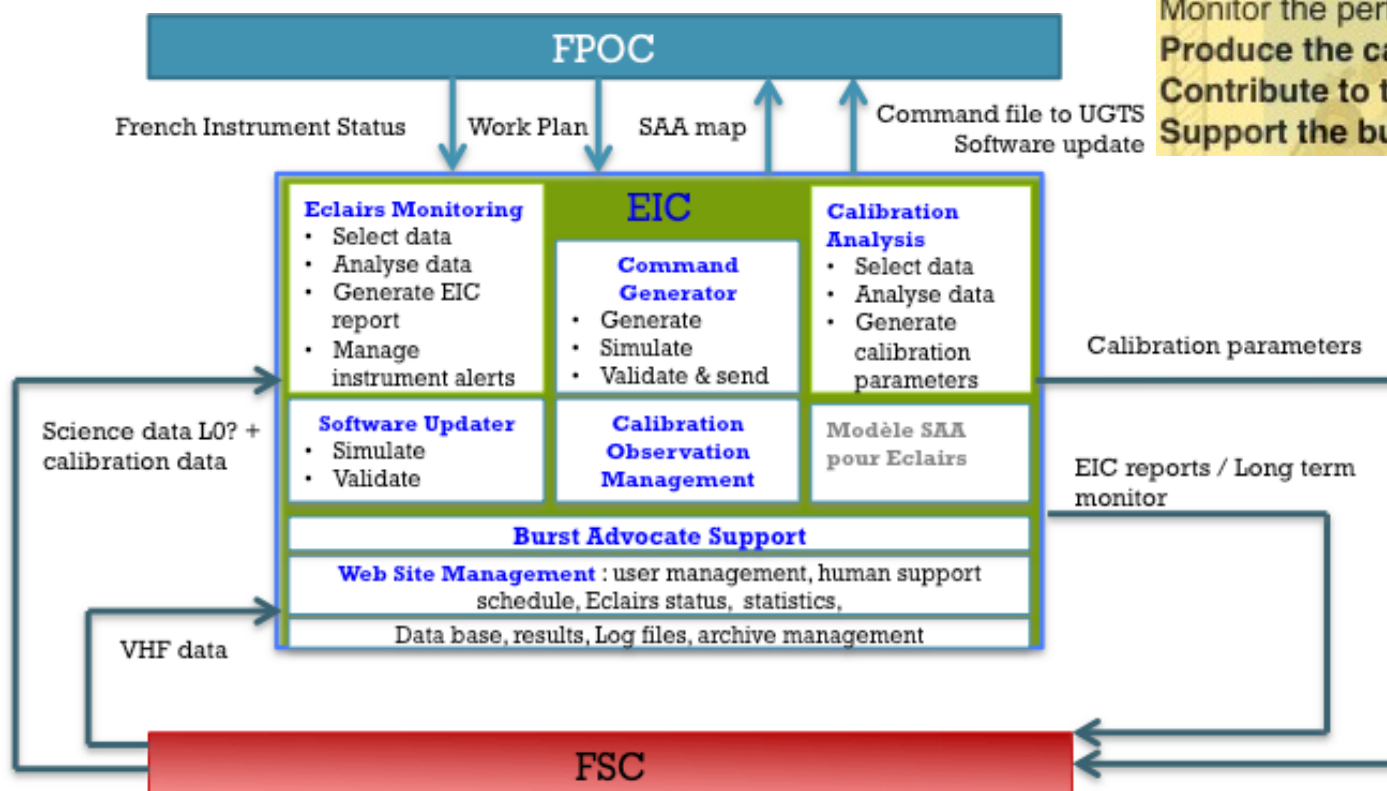 FPOC
Monitor the per
Produce the ca
Contribute to t
Support the bu
French Instrument Status
Work Plan
SAA map
Command file to UGTS
Software update
EIC
Eclairs Monitoring
• Select data
• Analyse data
• Generate EIC
report
• Manage
instrument alerts
Command
Generator
• Generate
• Simulate
• Validate & send
Calibration
Analysis
• Select data
• Analyse data
• Generate
calibration
parameters
Software Updater
• Simulate
• Validate
Calibration
Observation
Management
Modèle SAA
pour Eclairs
Burst Advocate Support
Web Site Management : user management, human support
schedule, Eclairs status, statistics,
Data base, results, Log files, archive management
Science data L0? +
calibration data
VHF data
Calibration parameters
EIC reports / Long term
monitor
FSC